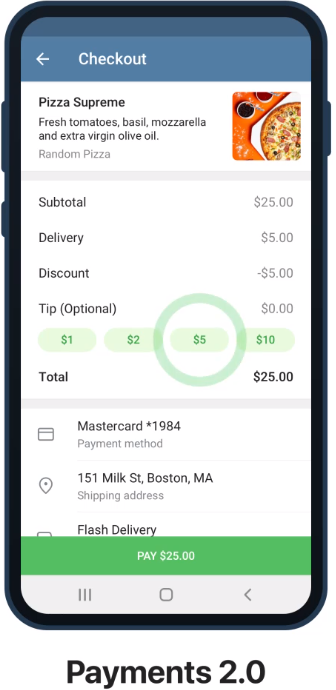 Checkout
Pizza Supreme
Fresh tomatoes, basil, mozzarella
and extra virgin olive oil.
Random Pizza
Subtotal $25.00
Delivery $5.00
Discount -$5.00
Tip (Optional) $0.00
$1 $2 $5 $10
Total $25.00
Mastercard *1984
Payment method
151 Milk St, Boston, MA
Shipping address
Flash Delivery
PAY $25.00
Payments 2.0